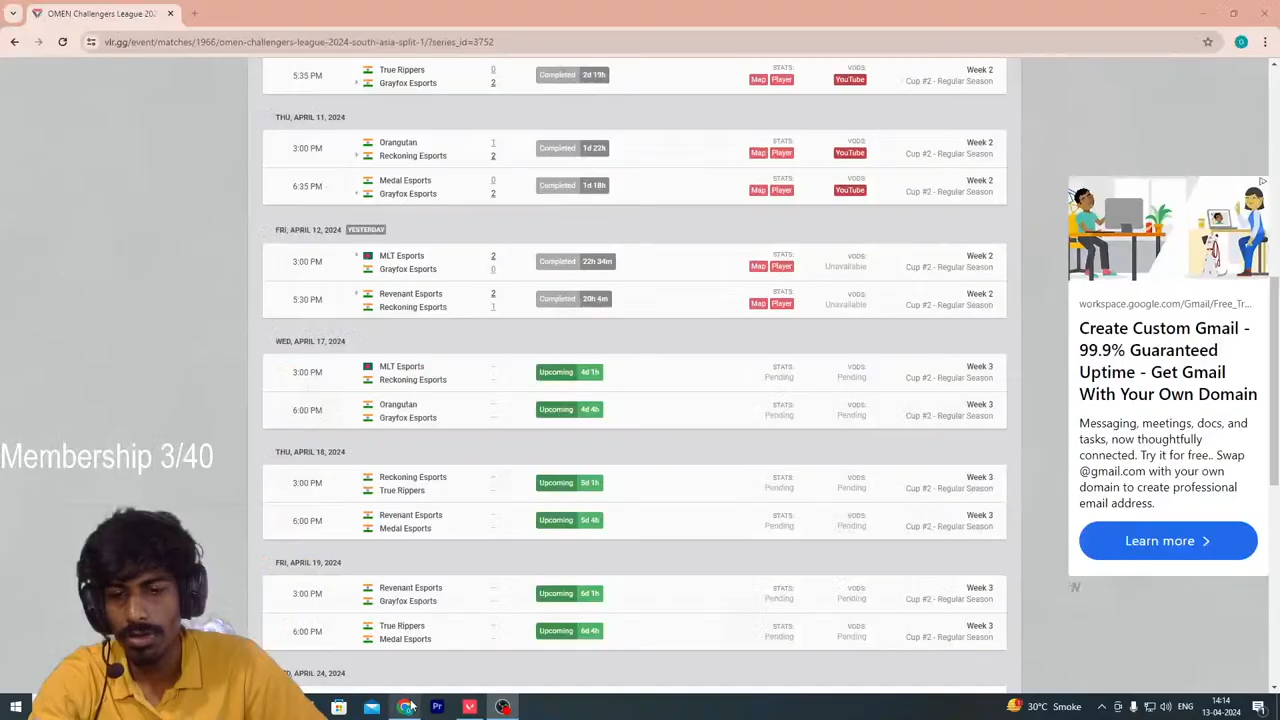 OMEN Challengers League 202
vlr.gg/event/matches/1966/omen-challengers-league-2024-south-asia-split-1/?series_id=3752
5:35 PM
True Rippers 0
Grayfox Esports 2
Completed 2d 19h
STATS:
Map Player
VODS:
YouTube
Week 2
Cup #2 - Regular Season
THU, APRIL 11, 2024
3:00 PM
Orangutan 1
Reckoning Esports 2
Completed 1d 22h
STATS:
Map Player
VODS:
YouTube
Week 2
Cup #2 - Regular Season
6:35 PM
Medal Esports 0
Grayfox Esports 2
Completed 1d 18h
STATS:
Map Player
VODS:
YouTube
Week 2
Cup #2 - Regular Season
FRI, APRIL 12, 2024 YESTERDAY
3:00 PM
MLT Esports 2
Grayfox Esports 0
Completed 22h 34m
STATS:
Map Player
VODS:
Unavailable
Week 2
Cup #2 - Regular Season
5:30 PM
Revenant Esports 2
Reckoning Esports 1
Completed 20h 4m
STATS:
Map Player
VODS:
Unavailable
Week 2
Cup #2 - Regular Season
WED, APRIL 17, 2024
3:00 PM
MLT Esports –
Reckoning Esports –
Upcoming 4d 1h
STATS:
Pending
VODS:
Pending
Week 3
Cup #2 - Regular Season
6:00 PM
Orangutan –
Grayfox Esports –
Upcoming 4d 4h
STATS:
Pending
VODS:
Pending
Week 3
Cup #2 - Regular Season
THU, APRIL 18, 2024
3:00 PM
Reckoning Esports –
True Rippers –
Upcoming 5d 1h
STATS:
Pending
VODS:
Pending
Week 3
Cup #2 - Regular Season
6:00 PM
Revenant Esports –
Medal Esports –
Upcoming 5d 4h
STATS:
Pending
VODS:
Pending
Week 3
Cup #2 - Regular Season
FRI, APRIL 19, 2024
3:00 PM
Revenant Esports –
Grayfox Esports –
Upcoming 6d 1h
STATS:
Pending
VODS:
Pending
Week 3
Cup #2 - Regular Season
6:00 PM
True Rippers –
Medal Esports –
Upcoming 6d 4h
STATS:
Pending
VODS:
Pending
Week 3
Cup #2 - Regular Season
APRIL 24, 2024
Membership 3/40
workspace.google.com/Gmail/Free_Tr...
Create Custom Gmail -
99.9% Guaranteed
Uptime - Get Gmail
With Your Own Domain
Messaging, meetings, docs, and
tasks, now thoughtfully
connected. Try it for free.. Swap
@gmail.com with your own
domain to create professional
email address.
Learn more
Pr
30°C Smoke
ENG
14:14
13-04-2024